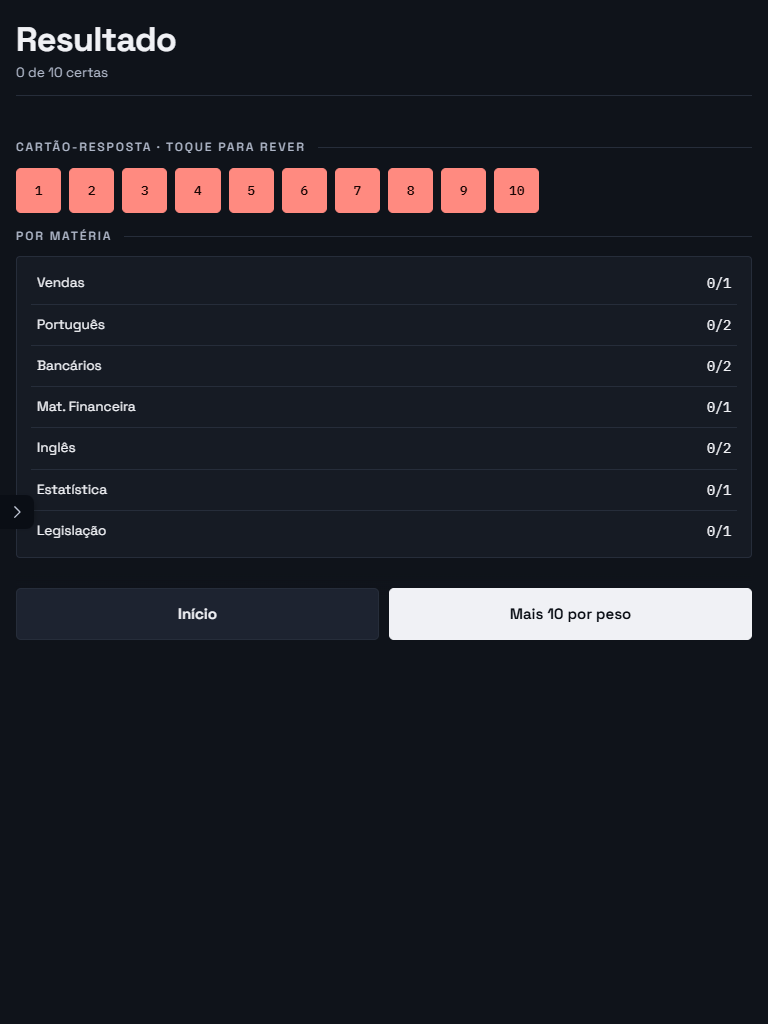 Resultado
0 de 10 certas
CARTÃO-RESPOSTA · TOQUE PARA REVER
1 2 3 4 5 6 7 8 9 10
POR MATÉRIA
Vendas 0/1
Português 0/2
Bancários 0/2
Mat. Financeira 0/1
Inglês 0/2
Estatística 0/1
Legislação 0/1
Início Mais 10 por peso